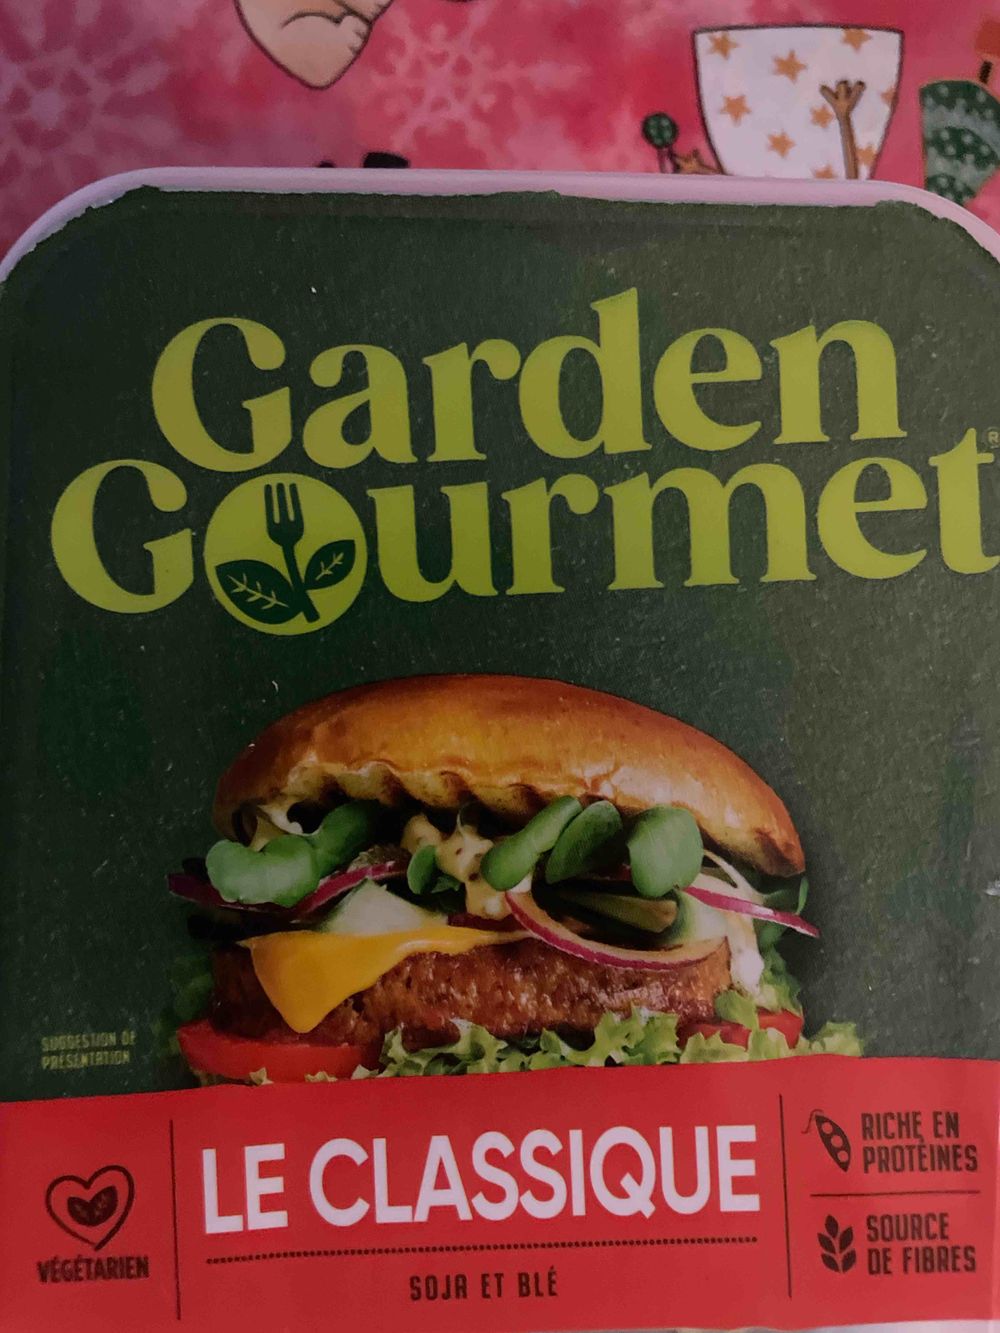 Garden
Gourmet®
SUGGESTION DE
PRÉSENTATION
VÉGÉTARIEN
LE CLASSIQUE
SOJA ET BLÉ
RICHE EN
PROTÉINES
SOURCE
DE FIBRES